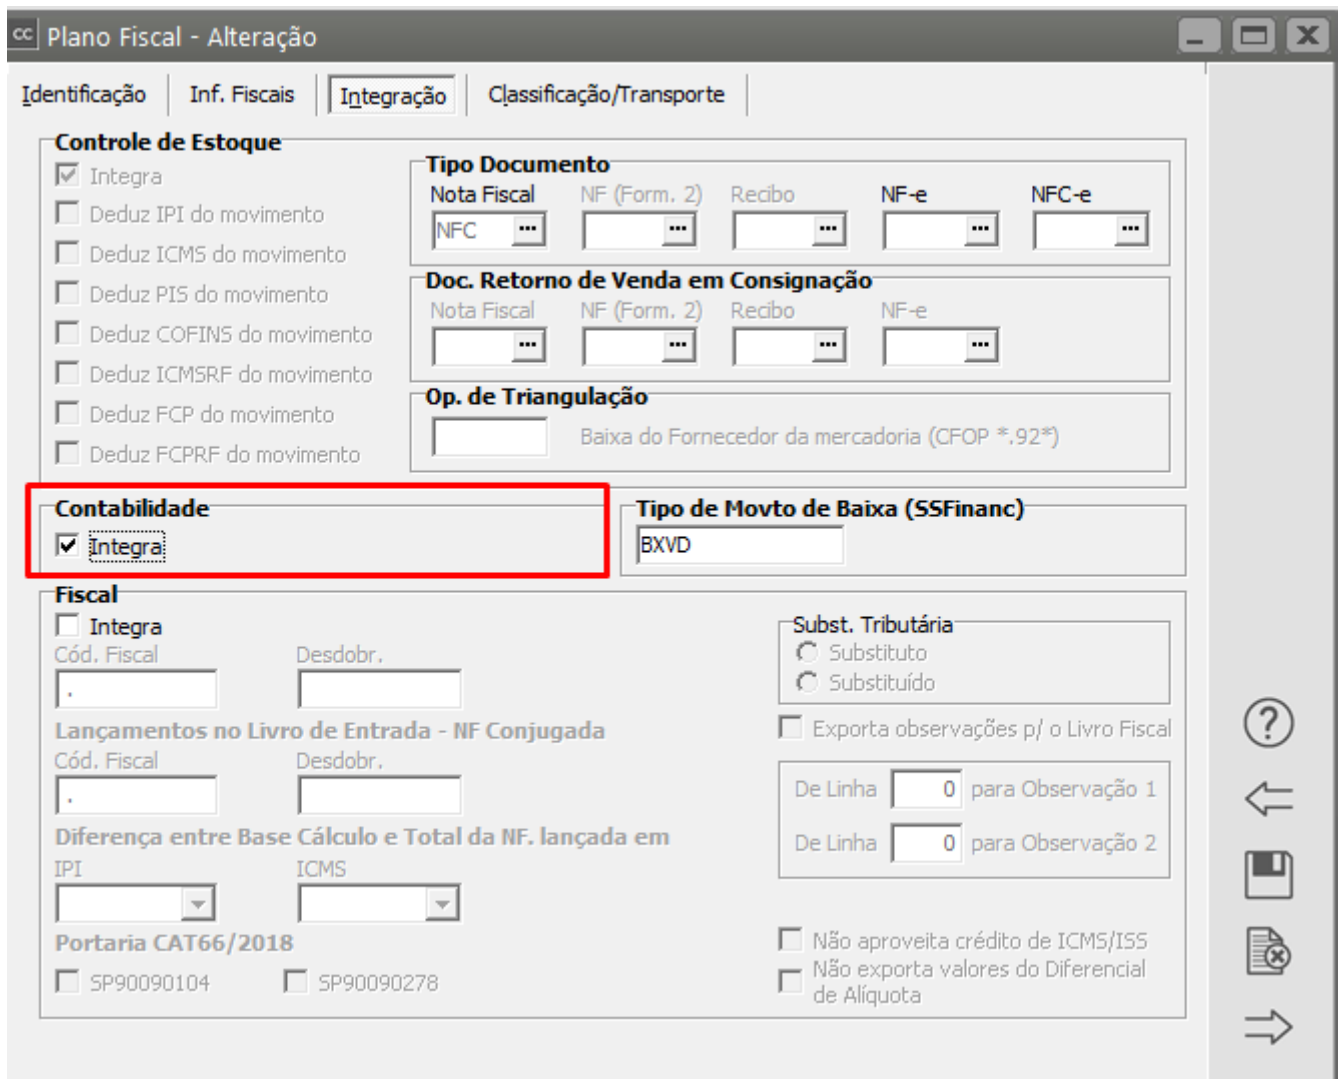 cc Plano Fiscal - Alteração
Identificação Inf. Fiscais Integração Classificação/Transporte
Controle de Estoque
Integra
Deduz IPI do movimento
Deduz ICMS do movimento
Deduz PIS do movimento
Deduz COFINS do movimento
Deduz ICMSRF do movimento
Deduz FCP do movimento
Deduz FCPRF do movimento
Tipo Documento
Nota Fiscal NF (Form. 2) Recibo NF-e NFC-e
NFC ... ... ... ... ...
Doc. Retorno de Venda em Consignação
Nota Fiscal NF (Form. 2) Recibo NF-e
... ... ... ...
Op. de Triangulação
Baixa do Fornecedor da mercadoria (CFOP *.92*)
Contabilidade
Integra
Tipo de Movto de Baixa (SSFinanc)
BXVD
Fiscal
Integra
Cód. Fiscal Desdobr.
.
Lançamentos no Livro de Entrada - NF Conjugada
Cód. Fiscal Desdobr.
.
Diferença entre Base Cálculo e Total da NF. lançada em
IPI ICMS
Portaria CAT66/2018
SP90090104 SP90090278
Subst. Tributária
Substituto
Substituído
Exporta observações p/ o Livro Fiscal
De Linha 0 para Observação 1
De Linha 0 para Observação 2
Não aproveita crédito de ICMS/ISS
Não exporta valores do Diferencial
de Alíquota
?